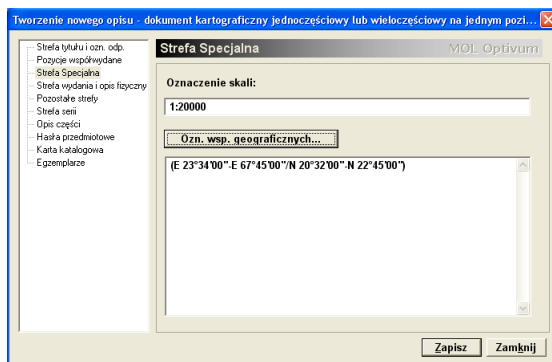 Tworzenie nowego opisu - dokument kartograficzny jednoczęściowy lub wieloczęściowy na jednym pozi...
Strefa tytułu i ozn. odp.
Pozycje współwydane
Strefa Specjalna
Strefa wydania i opis fizyczny
Pozostałe strefy
Strefa serii
Opis części
Hasła przedmiotowe
Karta katalogowa
Egzemplarze
Strefa Specjalna
MOL Optivum
Oznaczenie skali:
1:20000
Ozn. wsp. geograficznych...
(E 23°34'00"-E 67°45'00"/N 20°32'00"-N 22°45'00")
Zapisz
Zamknij